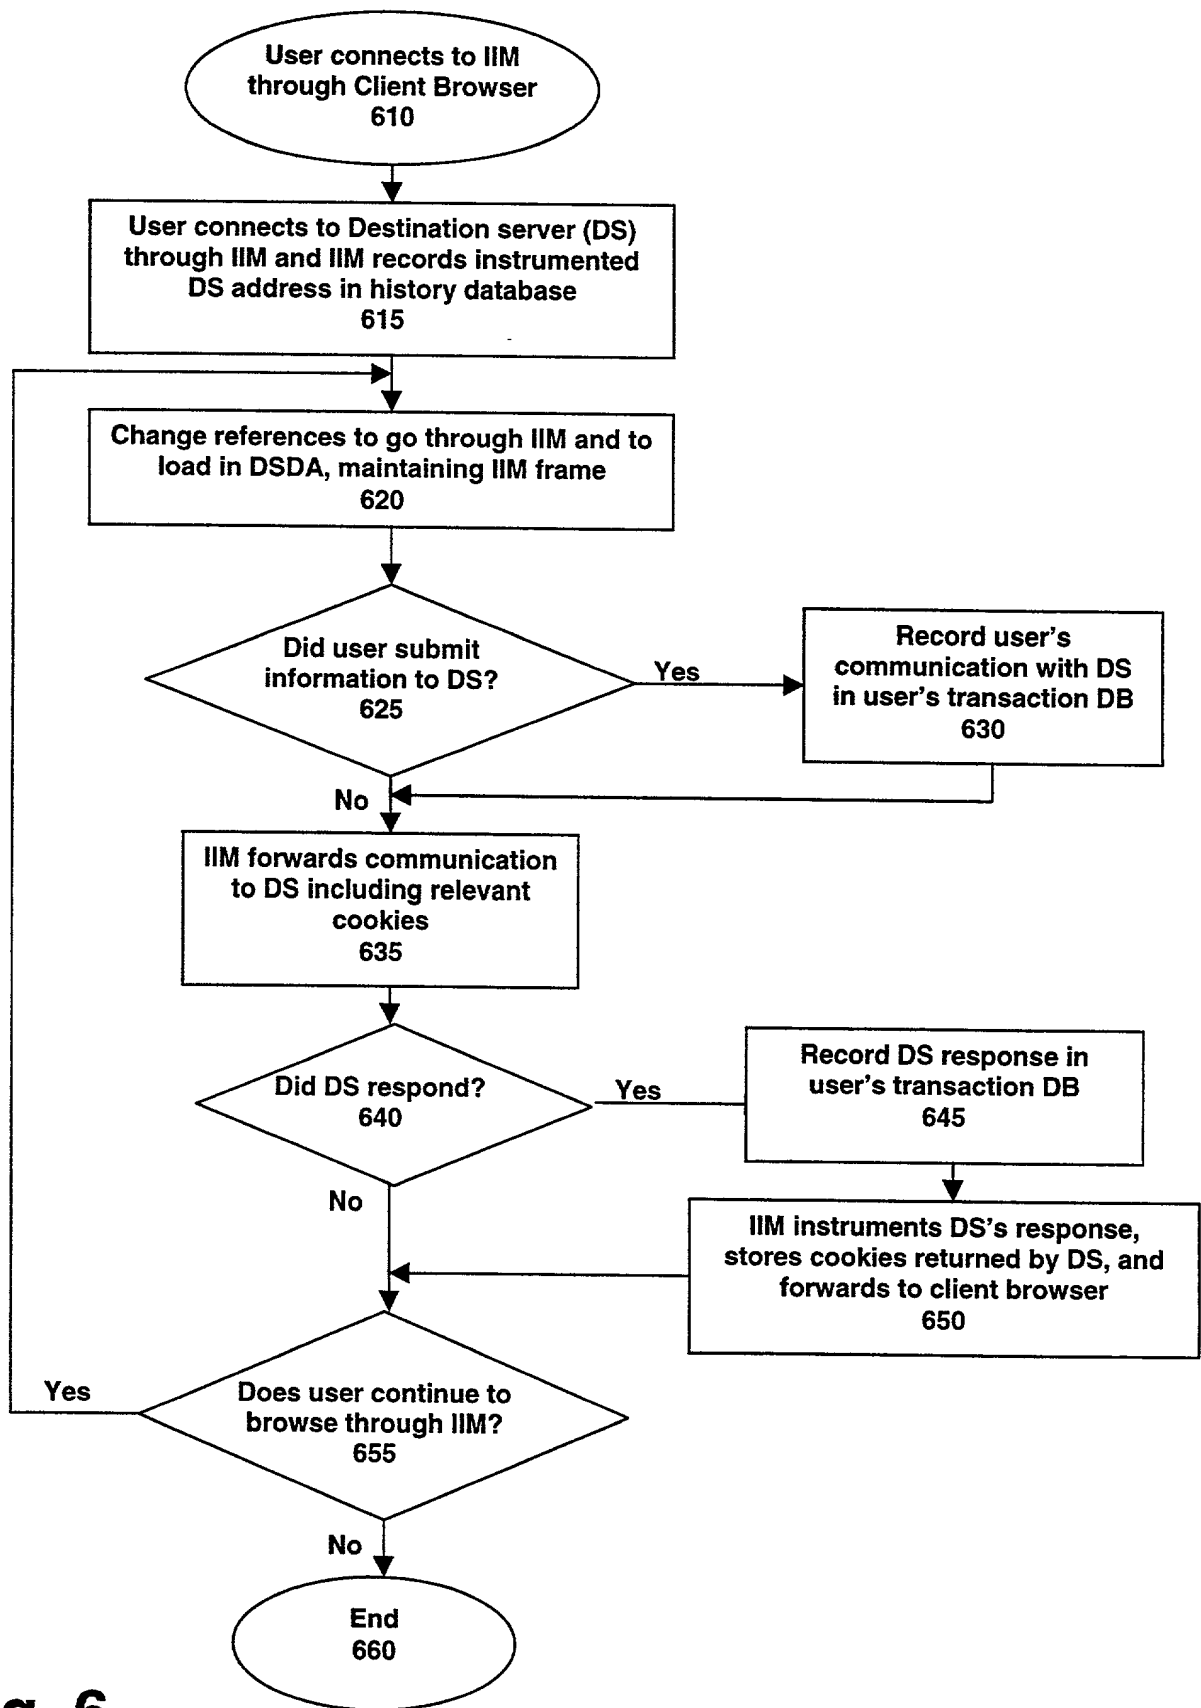 User connects to IIM
through Client Browser
610
User connects to Destination server (DS)
through IIM and IIM records instrumented
DS address in history database
615
Change references to go through IIM and to
load in DSDA, maintaining IIM frame
620
Did user submit
information to DS?
625
Yes
Record user's
communication with DS
in user's transaction DB
630
No
IIM forwards communication
to DS including relevant
cookies
635
Did DS respond?
640
Yes
Record DS response in
user's transaction DB
645
No
IIM instruments DS's response,
stores cookies returned by DS, and
forwards to client browser
650
Yes
Does user continue to
browse through IIM?
655
No
End
660
6